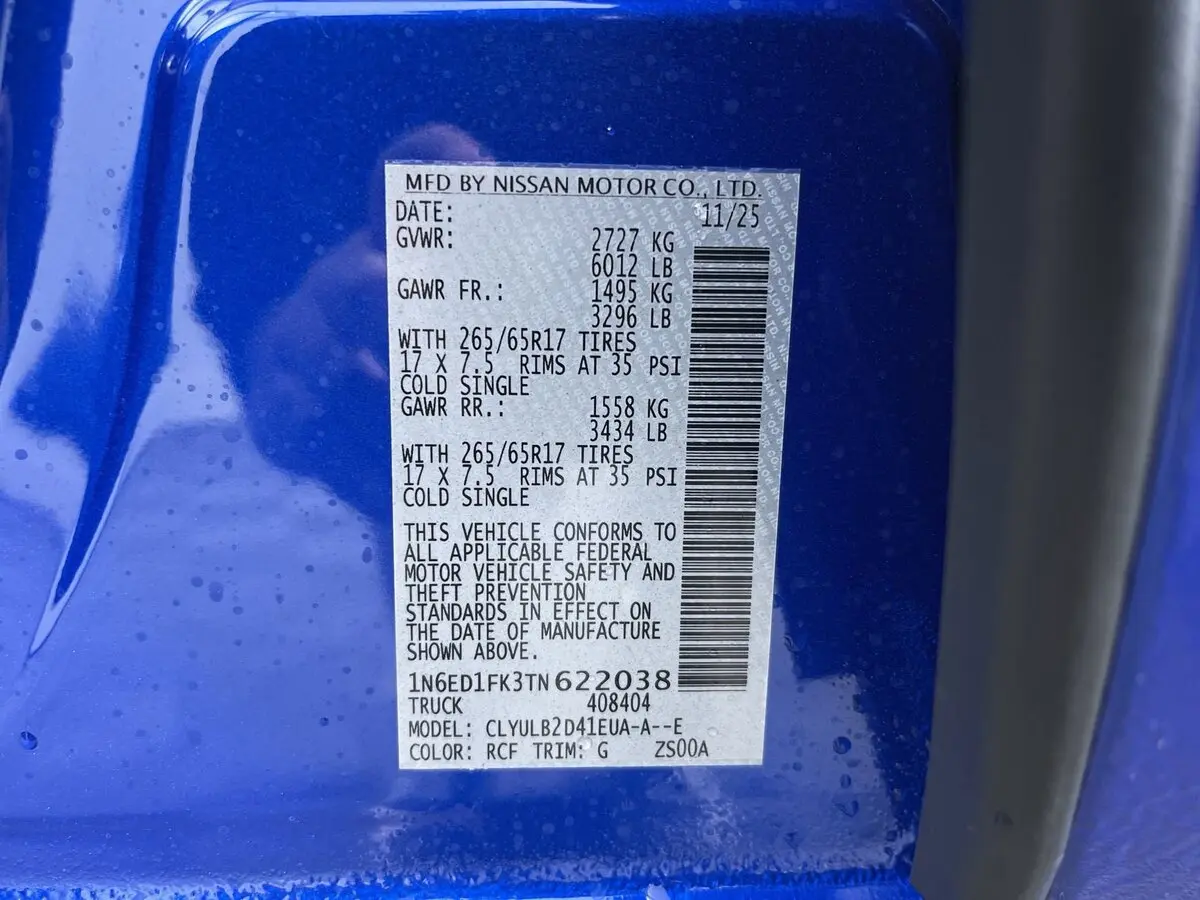 MFD BY NISSAN MOTOR CO., LTD.
DATE: 11/25
GVWR: 2727 KG
6012 LB
GAWR FR.: 1495 KG
3296 LB
WITH 265/65R17 TIRES
17 X 7.5 RIMS AT 35 PSI
COLD SINGLE
GAWR RR.: 1558 KG
3434 LB
WITH 265/65R17 TIRES
17 X 7.5 RIMS AT 35 PSI
COLD SINGLE
THIS VEHICLE CONFORMS TO
ALL APPLICABLE FEDERAL
MOTOR VEHICLE SAFETY AND
THEFT PREVENTION
STANDARDS IN EFFECT ON
THE DATE OF MANUFACTURE
SHOWN ABOVE.
1N6ED1FK3TN622038
TRUCK 408404
MODEL: CLYULB2D41EUA-A--E
COLOR: RCF TRIM: G ZS00A